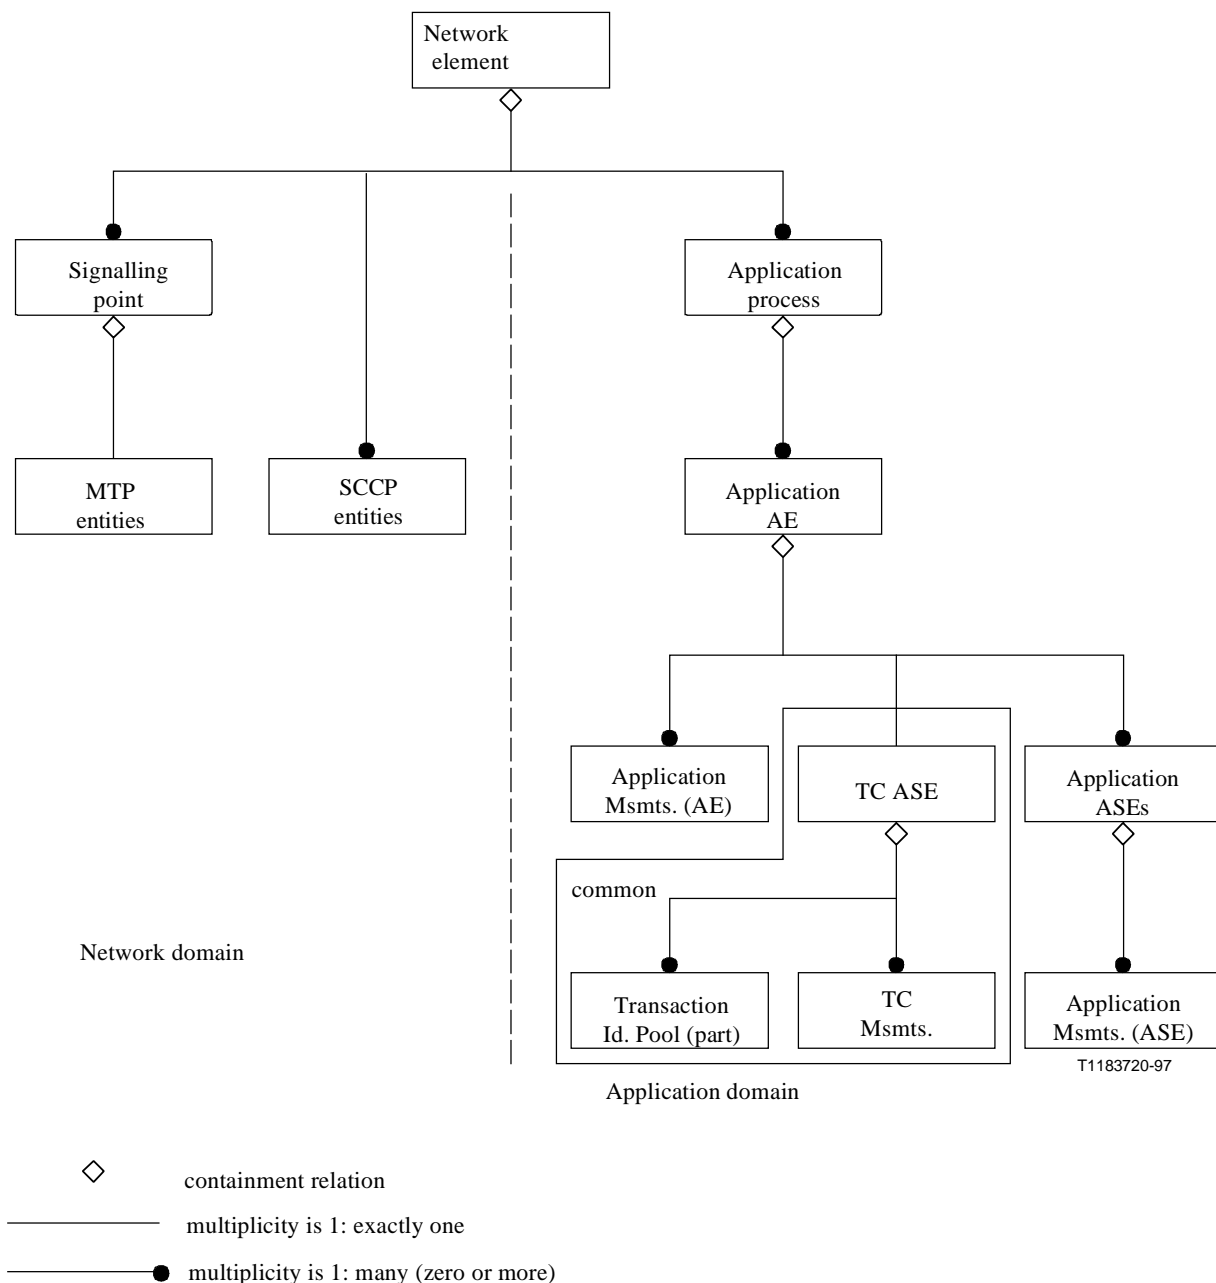 Network
element
Signalling
point
Application
process
MTP
entities
SCCP
entities
Application
AE
Application
Msmts. (AE)
TC ASE
Application
ASEs
common
Network domain
Transaction
Id. Pool (part)
TC
Msmts.
Application
Msmts. (ASE)
T1183720-97
Application domain
containment relation
multiplicity is 1: exactly one
multiplicity is 1: many (zero or more)